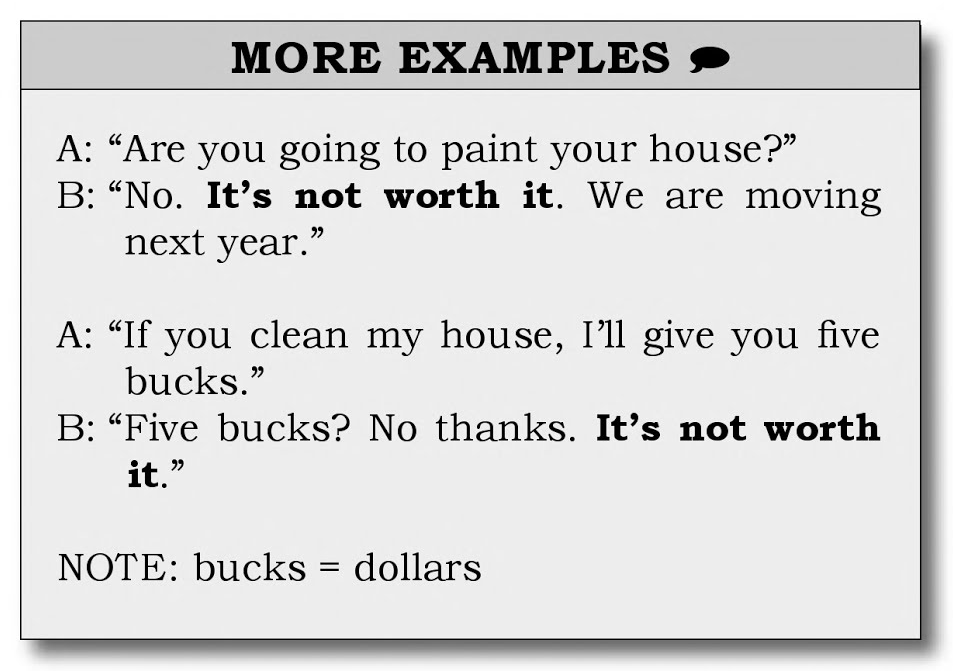 MORE EXAMPLES
A: “Are you going to paint your house?”
B: “No. It’s not worth it. We are moving
next year.”
A: “If you clean my house, I’ll give you five
bucks.”
B: “Five bucks? No thanks. It’s not worth
it.”
NOTE: bucks = dollars